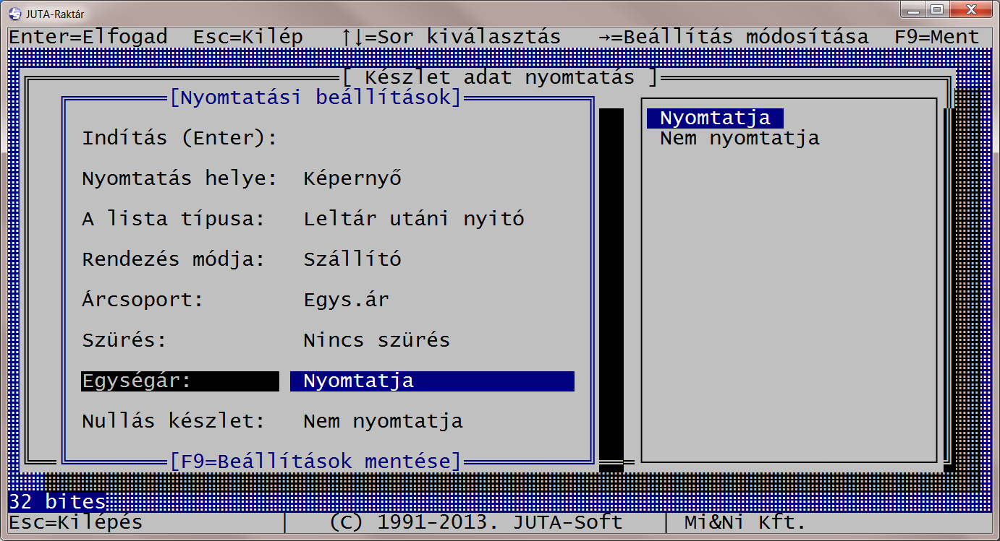 JUTA-Raktár
Enter=Elfogad Esc=Kilép ↑↓=Sor kiválasztás →=Beállítás módosítása F9=Ment
[ Készlet adat nyomtatás ]
[Nyomtatási beállítások]
Indítás (Enter):
Nyomtatás helye: Képernyő
A lista típusa: Leltár utáni nyitó
Rendezés módja: Szállító
Árcsoport: Egys.ár
Szürés: Nincs szürés
Egységár: Nyomtatja
Nullás készlet: Nem nyomtatja
[F9=Beállítások mentése]
Nyomtatja
Nem nyomtatja
32 bites
Esc=Kilépés | (C) 1991-2013. JUTA-Soft | Mi&Ni Kft.